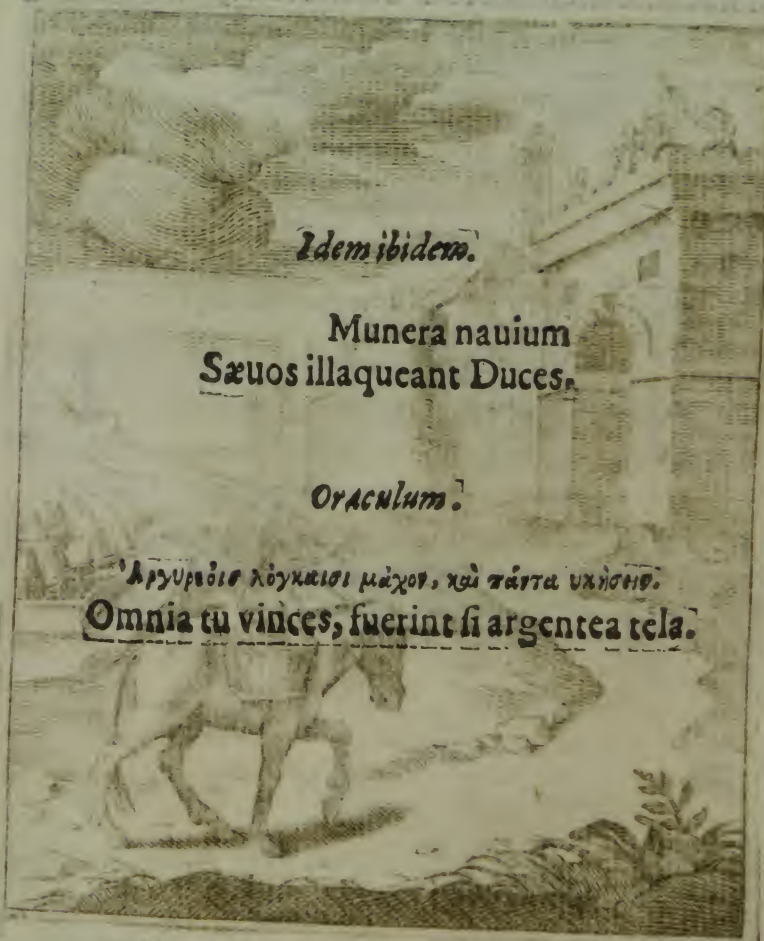 Idem ibidem.
Munera nauium
Sæuos illaqueant Duces.
Oraculum.
Ἀργυρέοις λόγχαισι μάχου, καὶ πάντα νικήσεις.
Omnia tu vinces, fuerint ſi argentea tela.